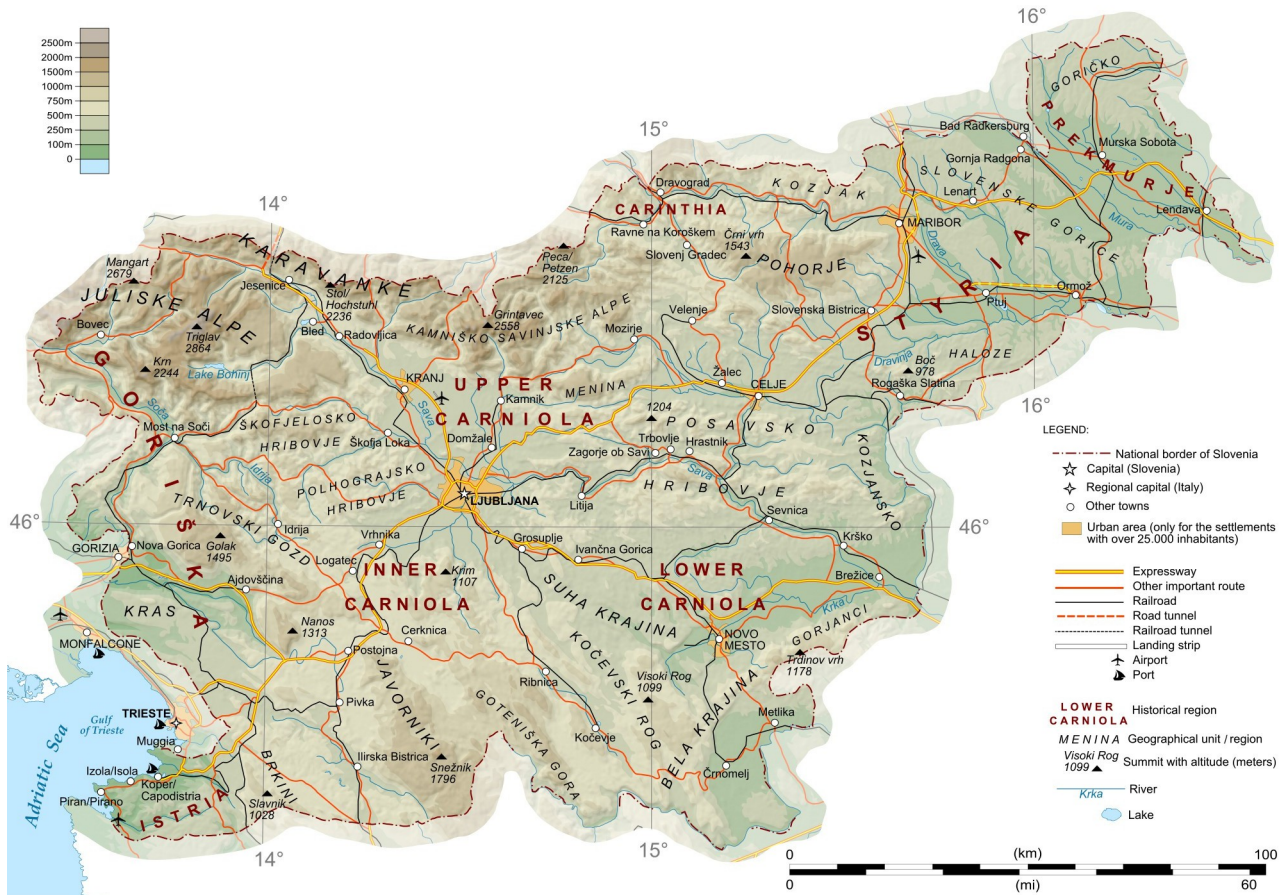 16°
2500m
2000m
1500m
1000m
750m
500m
250m
100m
0
15°
14°
GORIČKO
PREKMURJE
Bad Radkersburg
Murska Sobota
Gornja Radgona
SLOVENSKE GORICE
Lenart
Lendava
Mura
Dravograd
KOZJAK
CARINTHIA
MARIBOR
Ravne na Koroškem
Črni vrh
1543
Slovenj Gradec
POHORJE
Drava
STYRIA
KARAVANKE
Peca/
Petzen
2125
Mangart
2679
Jesenice
Stol/
Hochstuhl
2236
JULISKE ALPE
Grintavec
2558
KAMNIŠKO SAVINJSKE ALPE
Velenje
Slovenska Bistrica
Ptuj
Ormož
Bovec
Triglav
2864
Bled
Radovljica
Mozirje
Krn
2244
Lake Bohinj
Dravinja
Boč
978
HALOZE
Rogaška Slatina
GORIŠKA
KRANJ
UPPER
CARNIOLA
MENINA
Žalec
CELJE
Kamnik
Sava
16°
Soča
Most na Soči
ŠKOFJELOSKO
HRIBOVJE
Škofja Loka
Domžale
1204
POSAVSKO
HRIBOVJE
Trbovlje
Hrastnik
Zagorje ob Savi
Sava
KOZJANSKO
Idrija
POLHOGRAJSKO
HRIBOVJE
LJUBLJANA
Litija
Sevnica
46°
TRNOVSKI GOZD
Idrija
Golak
1495
Vrhnika
Grosuplje
Ivančna Gorica
46°
Krško
GORIZIA
Nova Gorica
Logatec
INNER
CARNIOLA
Krim
1107
LOWER
CARNIOLA
Brežice
Ajdovščina
SUHA KRAJINA
Krka
KRAS
Nanos
1313
Cerknica
Postojna
NOVO
MESTO
GORJANCI
Trdinov vrh
1178
MONFALCONE
KOČEVSKI ROG
Ribnica
Visoki Rog
1099
JAVORNIKI
GOTENIŠKA GORA
BELA KRAJINA
Pivka
Metlika
TRIESTE
Gulf
of Trieste
Muggia
Kočevje
Adriatic Sea
Ilirska Bistrica
Snežnik
1796
Črnomelj
BRKINI
Izola/Isola
Koper/
Capodistria
Piran/Pirano
ISTRIA
Slavnik
1028
14°
15°
LEGEND:
National border of Slovenia
Capital (Slovenia)
Regional capital (Italy)
Other towns
Urban area (only for the settlements
with over 25.000 inhabitants)
Expressway
Other important route
Railroad
Road tunnel
Railroad tunnel
Landing strip
Airport
Port
LOWER
CARNIOLA
Historical region
MENINA
Geographical unit / region
Visoki Rog
1099
Summit with altitude (meters)
Krka
River
Lake
0
(km)
100
0
(mi)
60